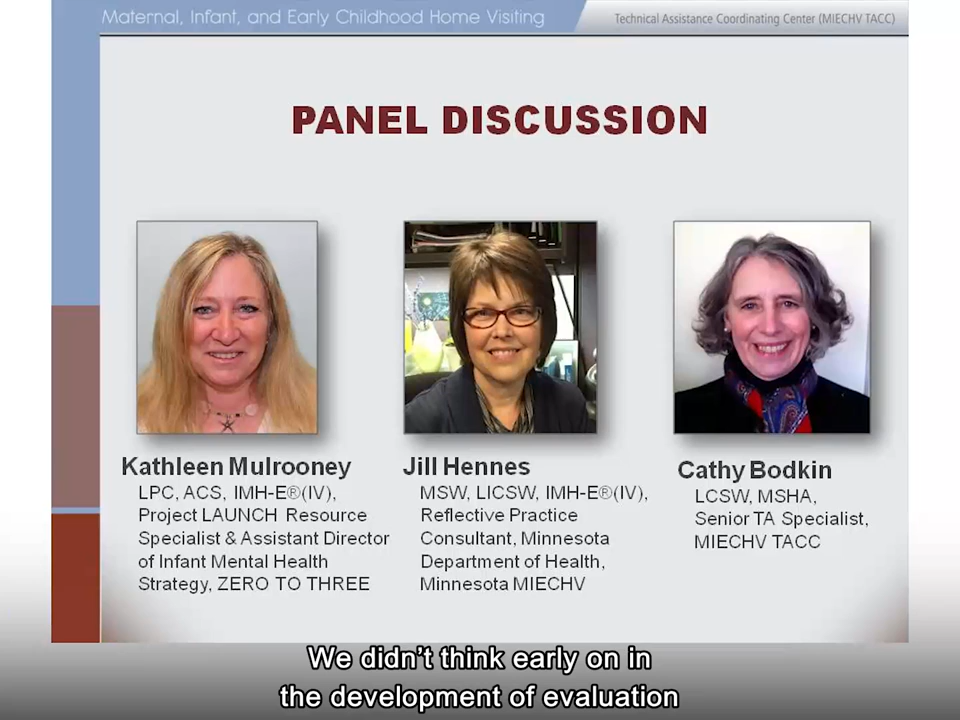 Maternal, Infant, and Early Childhood Home Visiting
Technical Assistance Coordinating Center (MIECHV TACC)
PANEL DISCUSSION
Kathleen Mulrooney
LPC, ACS, IMH-E®(IV),
Project LAUNCH Resource
Specialist & Assistant Director
of Infant Mental Health
Strategy, ZERO TO THREE
Jill Hennes
MSW, LICSW, IMH-E®(IV),
Reflective Practice
Consultant, Minnesota
Department of Health,
Minnesota MIECHV
Cathy Bodkin
LCSW, MSHA,
Senior TA Specialist,
MIECHV TACC
We didn't think early on in
the development of evaluation